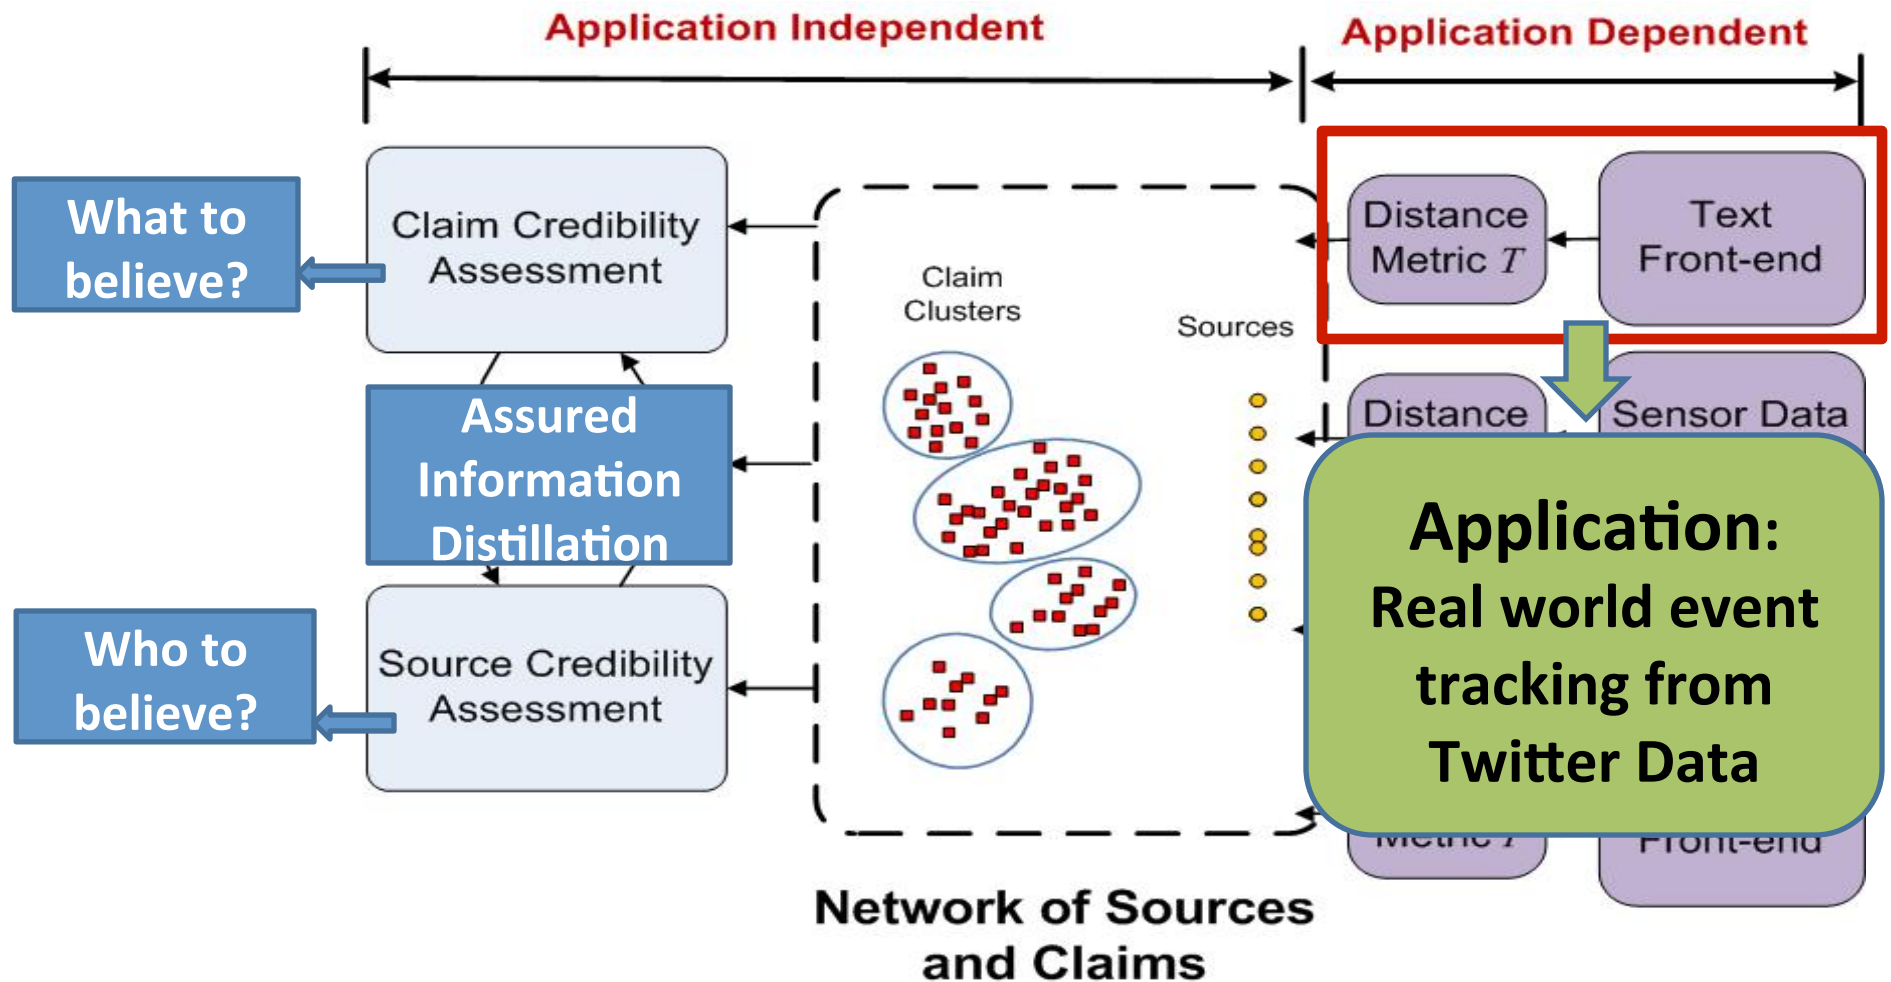 Application Independent
Application Dependent
What to
believe?
Claim Credibility
Assessment
Claim
Clusters
Sources
Distance
Metric T
Text
Front-end
Assured
Information
Distillation
Distance
Sensor Data
Application:
Real world event
tracking from
Twitter Data
Who to
believe?
Source Credibility
Assessment
Metric T
Front-end
Network of Sources
and Claims